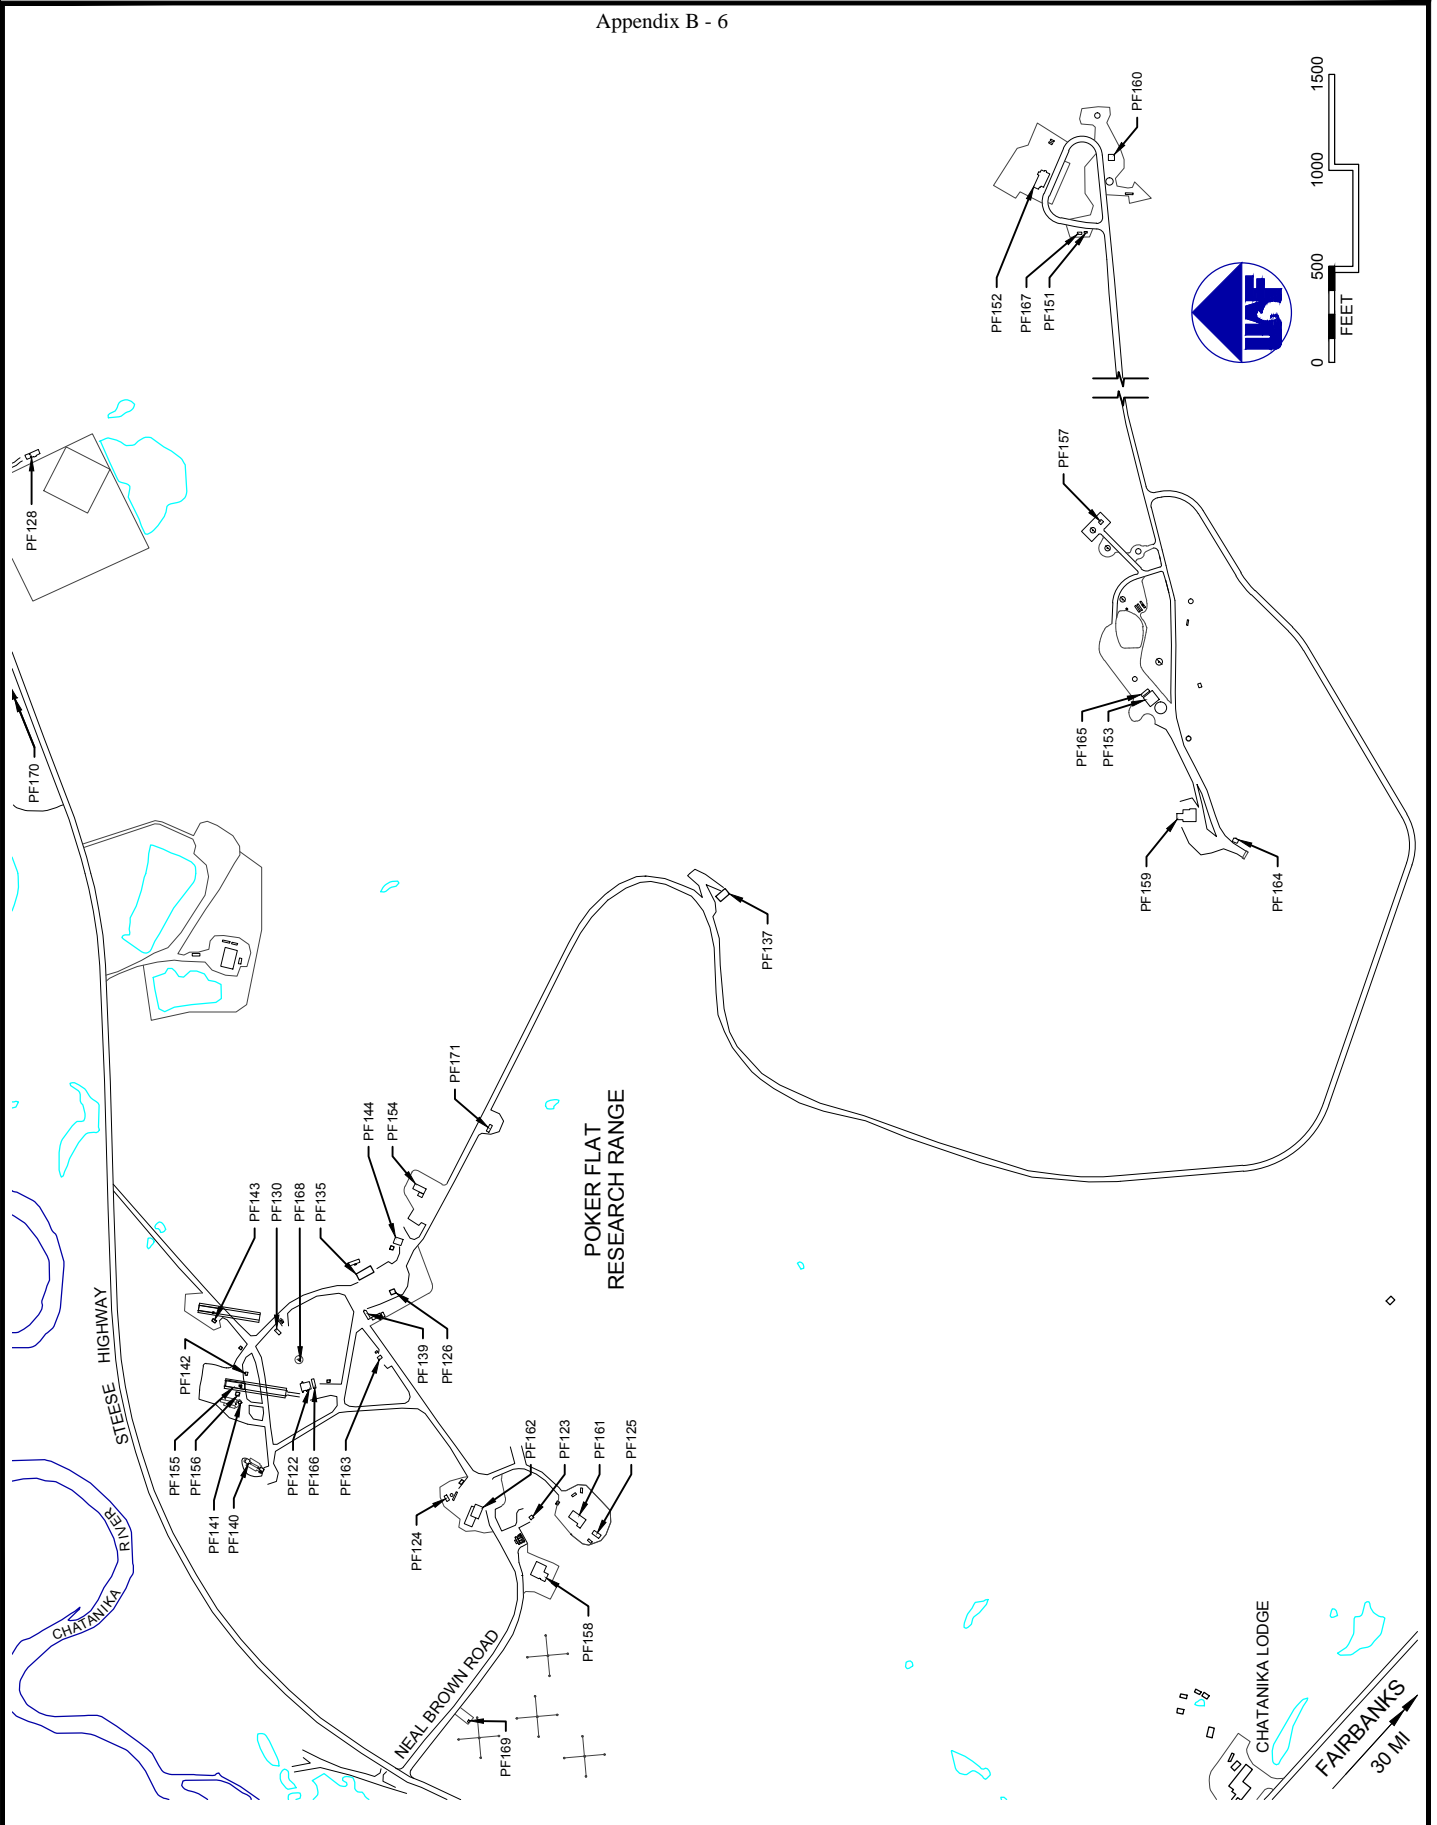 Appendix B - 6
PF160
1500
1000
500
0
FEET
UAF
PF152
PF167
PF151
PF128
PF157
PF170
PF165
PF153
PF159
PF164
PF137
PF171
PF144
PF154
POKER FLAT
RESEARCH RANGE
PF143
PF130
PF168
PF135
STEESE HIGHWAY
PF142
PF139
PF126
PF155
PF156
PF141
PF140
PF122
PF166
PF163
PF162
PF123
PF161
PF125
PF124
CHATANIKA RIVER
PF158
NEAL BROWN ROAD
PF169
CHATANIKA LODGE
FAIRBANKS
30 MI